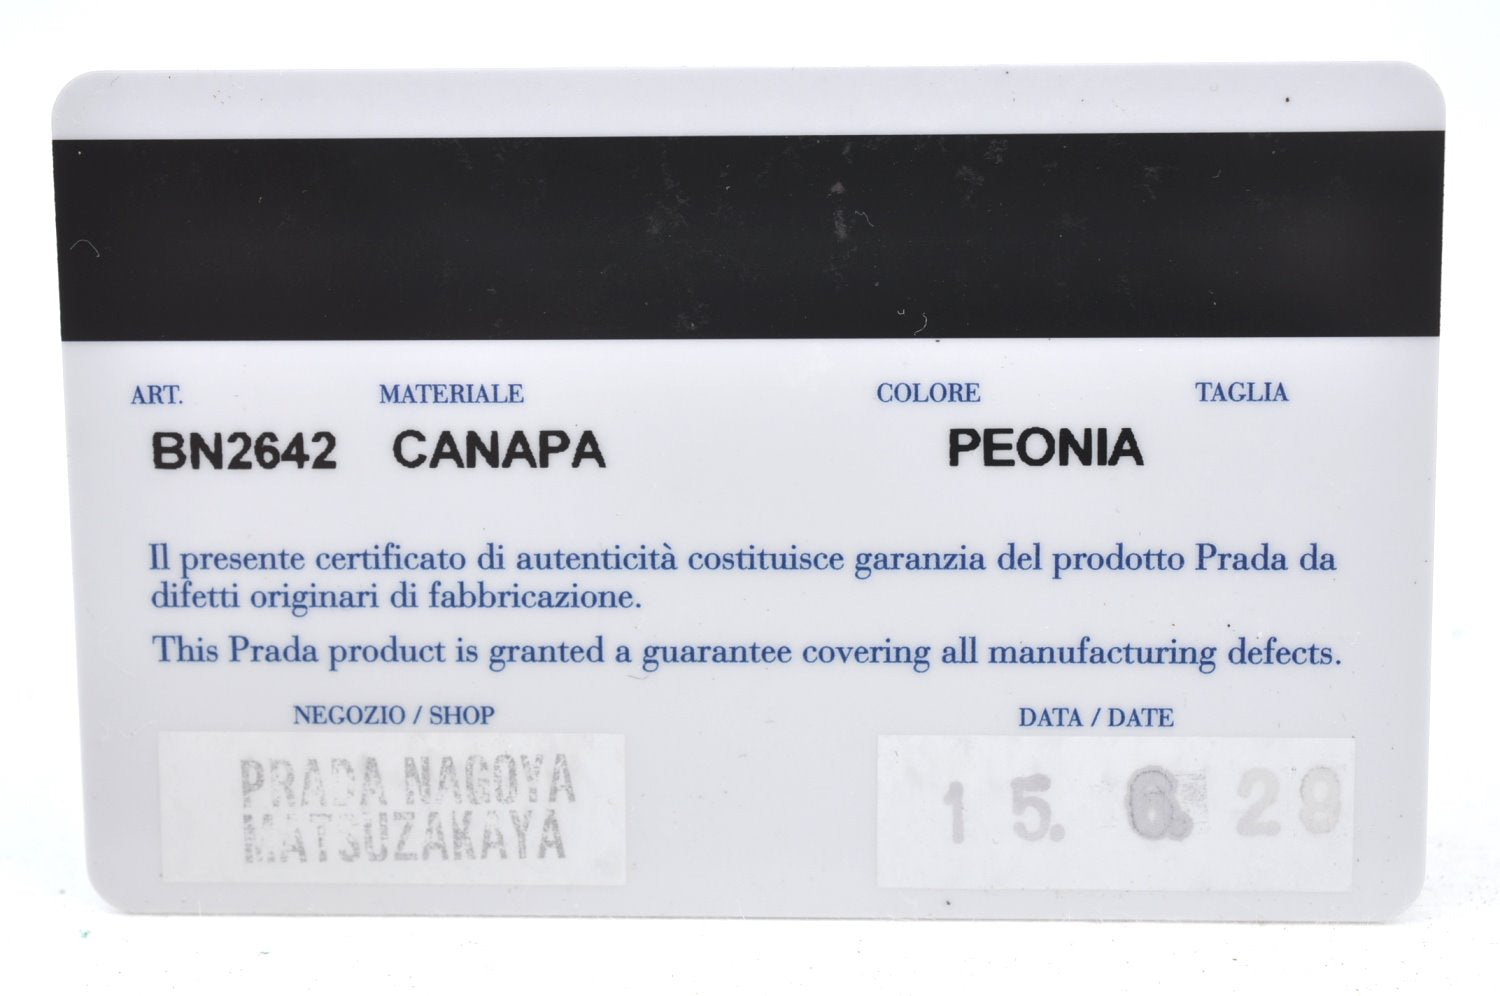 ART. MATERIALE COLORE TAGLIA
BN2642 CANAPA PEONIA
Il presente certificato di autenticità costituisce garanzia del prodotto Prada da
difetti originari di fabbricazione.
This Prada product is granted a guarantee covering all manufacturing defects.
NEGOZIO / SHOP DATA / DATE
PRADA NAGOYA
MATSUZAKAYA
15. 6. 28